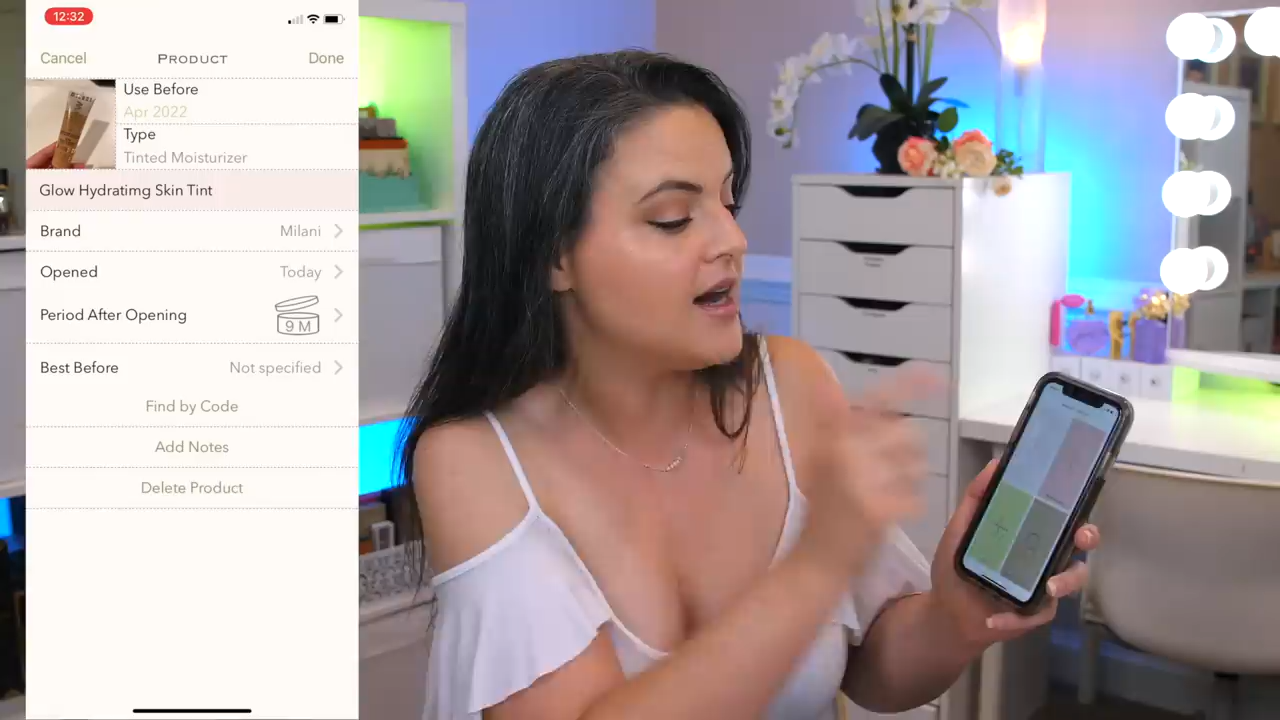 12:32
Cancel
PRODUCT
Done
Use Before
Apr 2022
Type
Tinted Moisturizer
Glow Hydratimg Skin Tint
Brand
Milani
Opened
Today
Period After Opening
9 M
Best Before
Not specified
Find by Code
Add Notes
Delete Product